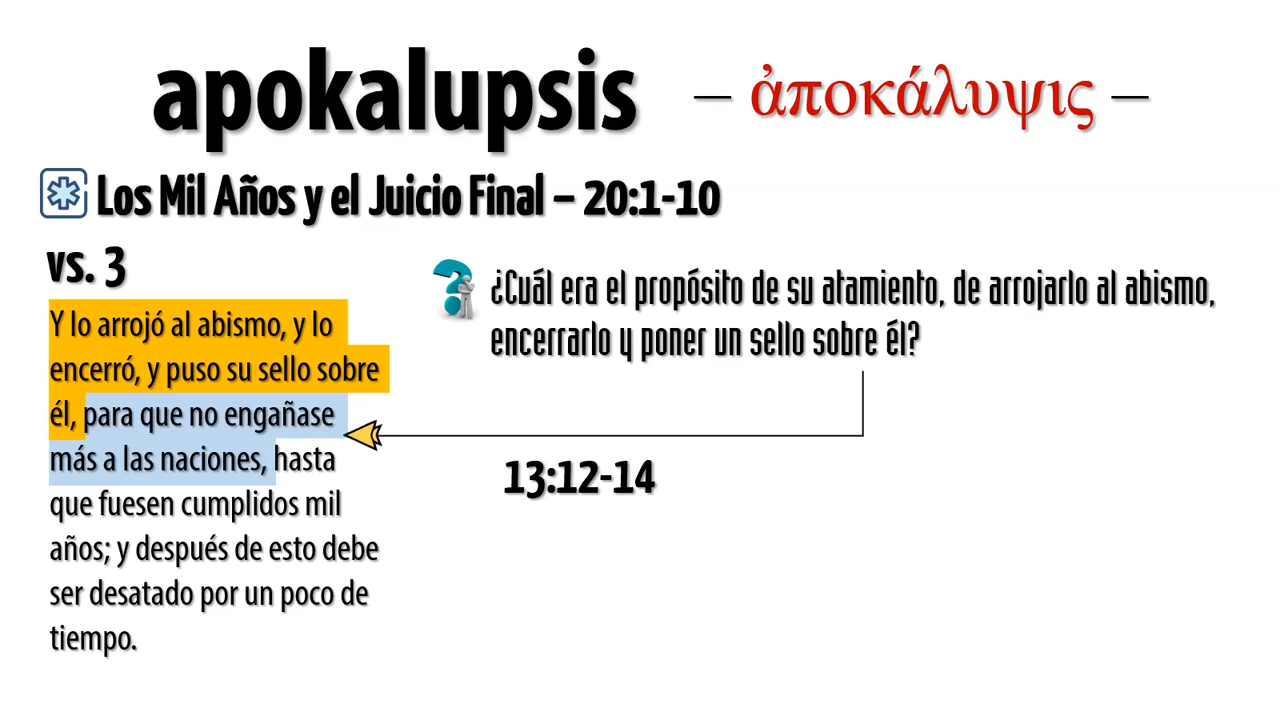 apokalupsis – ἀποκάλυψις –
Los Mil Años y el Juicio Final – 20:1-10
vs. 3
Y lo arrojó al abismo, y lo
encerró, y puso su sello sobre
él, para que no engañase
más a las naciones, hasta
que fuesen cumplidos mil
años; y después de esto debe
ser desatado por un poco de
tiempo.
¿Cuál era el propósito de su atamiento, de arrojarlo al abismo,
encerrarlo y poner un sello sobre él?
13:12-14